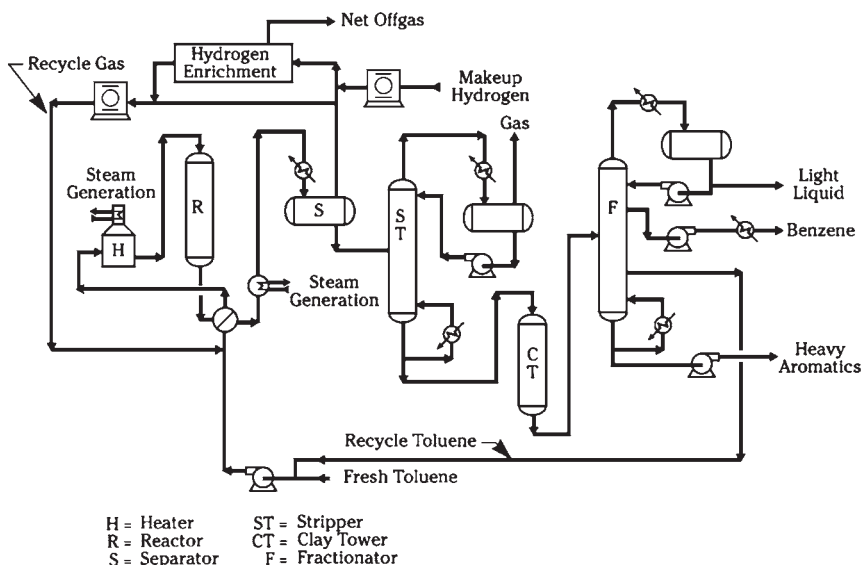 Net Offgas
Hydrogen
Enrichment
Recycle Gas
Makeup
Hydrogen
Gas
Steam
Generation
H
R
S
ST
F
Light
Liquid
Benzene
Steam
Generation
CT
Heavy
Aromatics
Recycle Toluene
Fresh Toluene
H = Heater
R = Reactor
S = Separator
ST = Stripper
CT = Clay Tower
F = Fractionator